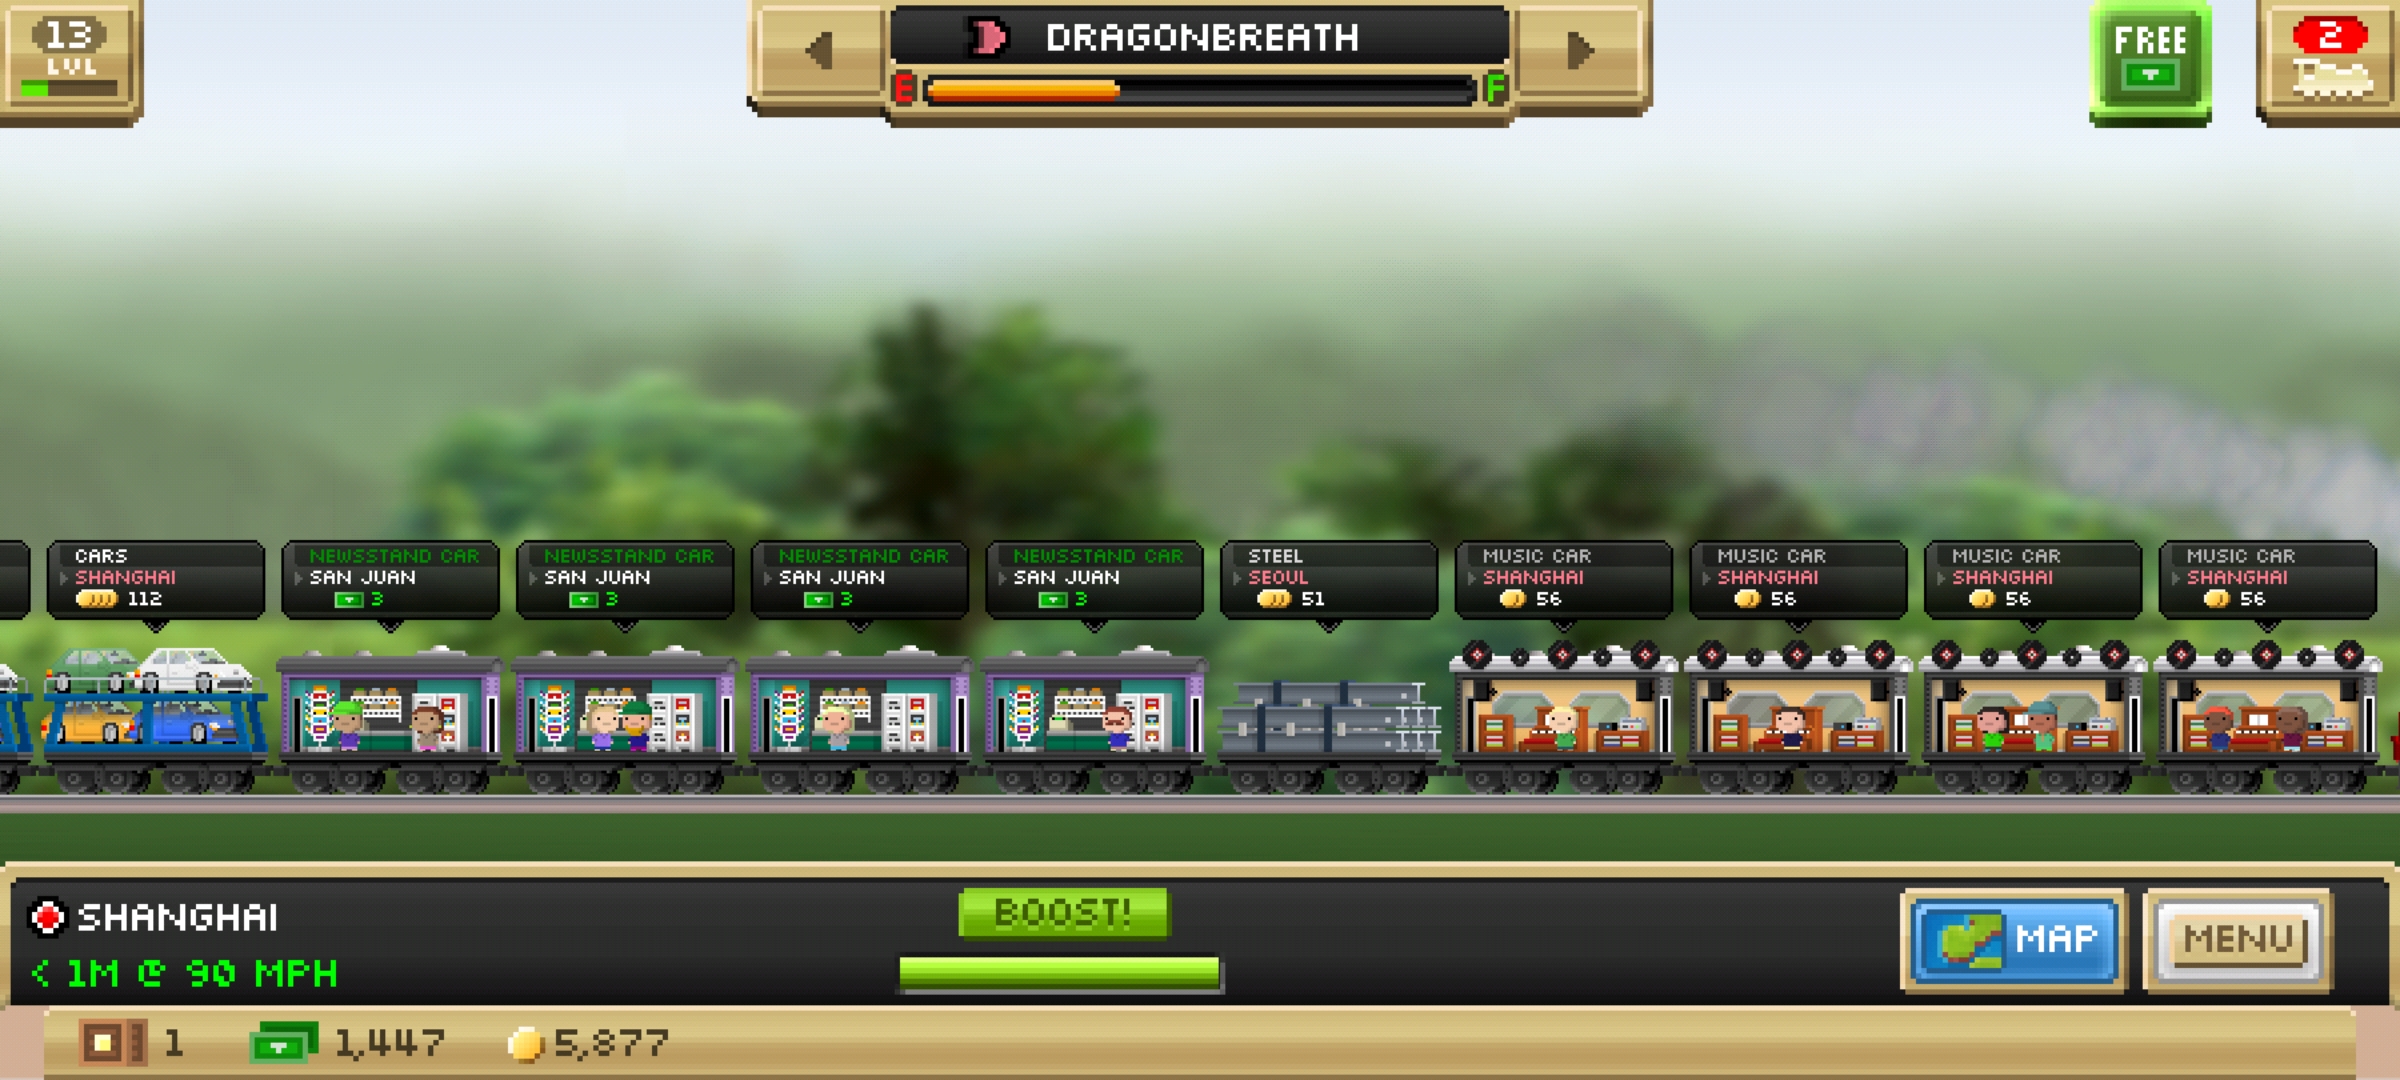 13
LVL
DRAGONBREATH
E
F
FREE
2
CARS
SHANGHAI
112
NEWSSTAND CAR
SAN JUAN
3
NEWSSTAND CAR
SAN JUAN
3
NEWSSTAND CAR
SAN JUAN
3
NEWSSTAND CAR
SAN JUAN
3
STEEL
SEOUL
51
MUSIC CAR
SHANGHAI
56
MUSIC CAR
SHANGHAI
56
MUSIC CAR
SHANGHAI
56
MUSIC CAR
SHANGHAI
56
SHANGHAI
< 1M @ 90 MPH
BOOST!
MAP
MENU
1
1,447
5,877